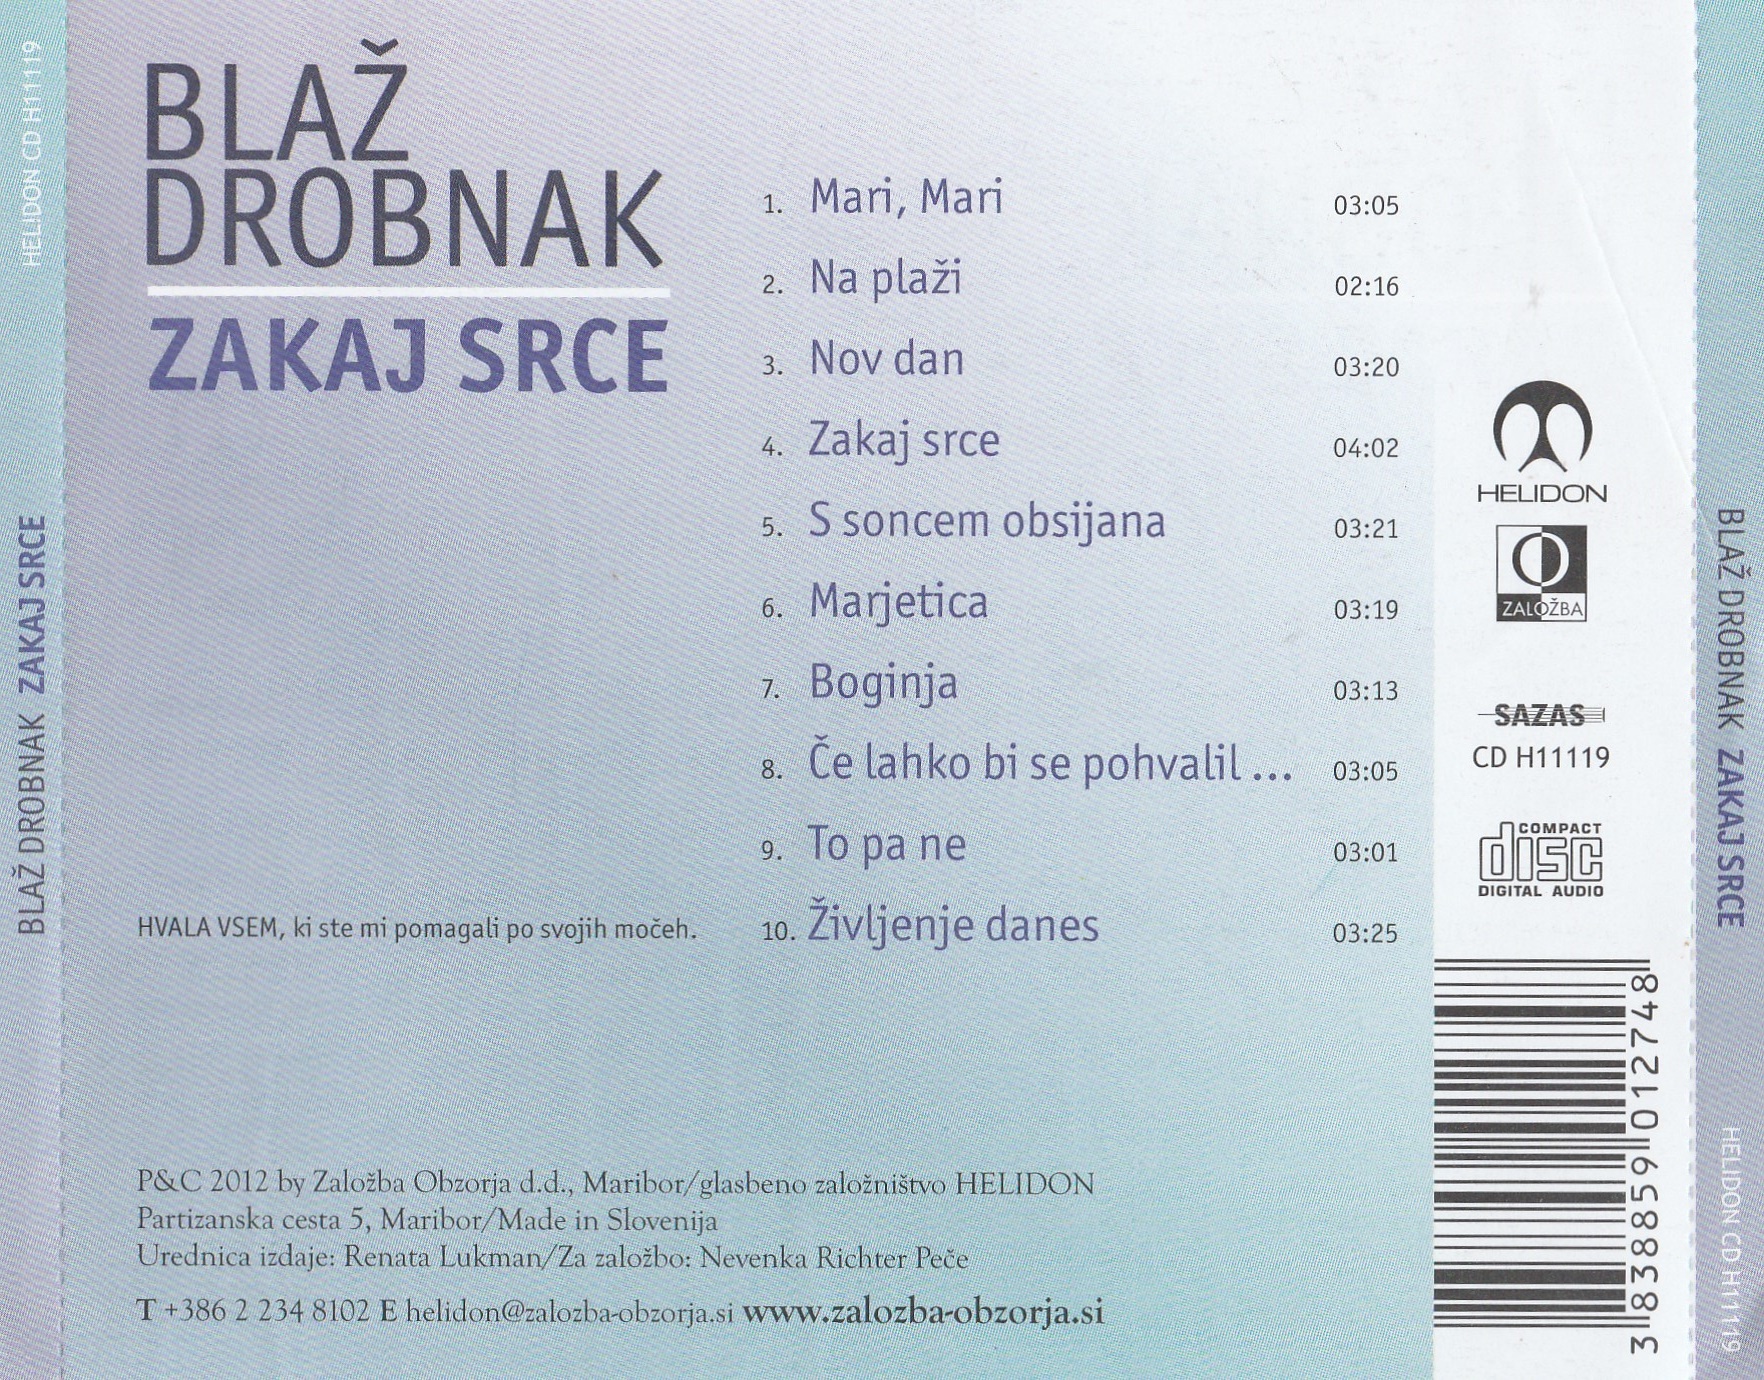 HELIDON CD H11119
BLAŽ DROBNAK ZAKAJ SRCE
BLAŽ
DROBNAK
ZAKAJ SRCE
1. Mari, Mari 03:05
2. Na plaži 02:16
3. Nov dan 03:20
4. Zakaj srce 04:02
5. S soncem obsijana 03:21
6. Marjetica 03:19
7. Boginja 03:13
8. Če lahko bi se pohvalil ... 03:05
9. To pa ne 03:01
10. Življenje danes 03:25
HVALA VSEM, ki ste mi pomagali po svojih močeh.
P&C 2012 by Založba Obzorja d.d., Maribor/glasbeno založništvo HELIDON
Partizanska cesta 5, Maribor/Made in Slovenija
Urednica izdaje: Renata Lukman/Za založbo: Nevenka Richter Peče
T +386 2 234 8102 E helidon@zalozba-obzorja.si www.zalozba-obzorja.si
HELIDON
ZALOŽBA
SAZAS
CD H11119
COMPACT
disc
DIGITAL AUDIO
3 838859 012748
BLAŽ DROBNAK ZAKAJ SRCE
HELIDON CD H11119